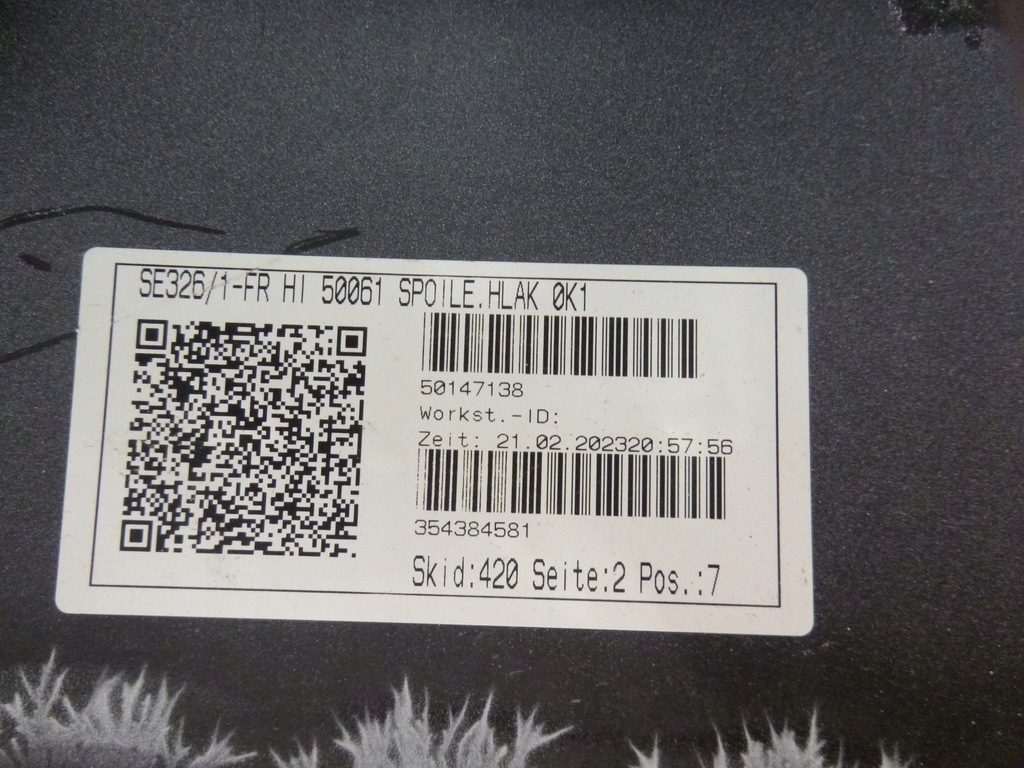 SE326/1-FR HI 50061 SPOILE.HLAK 0K1
50147138
Workst.-ID:
Zeit: 21.02.202320:57:56
354384581
Skid:420 Seite:2 Pos.:7